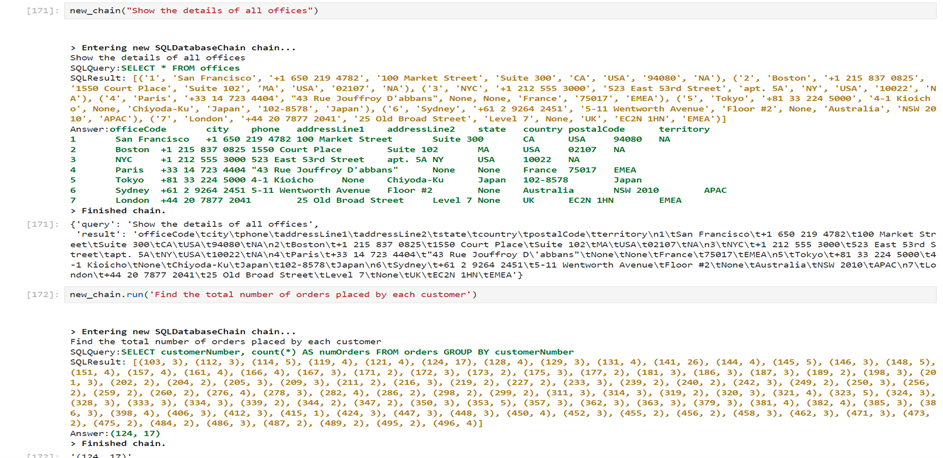 [171]: new_chain("Show the details of all offices")
> Entering new SQLDatabaseChain chain...
Show the details of all offices
SQLQuery:SELECT * FROM offices
SQLResult: [('1', 'San Francisco', '+1 650 219 4782', '100 Market Street', 'Suite 300', 'CA', 'USA', '94080', 'NA'), ('2', 'Boston', '+1 215 837 0825',
'1550 Court Place', 'Suite 102', 'MA', 'USA', '02107', 'NA'), ('3', 'NYC', '+1 212 555 3000', '523 East 53rd Street', 'apt. 5A', 'NY', 'USA', '10022', 'N
A'), ('4', 'Paris', '+33 14 723 4404', "43 Rue Jouffroy D'abbans", None, None, 'France', '75017', 'EMEA'), ('5', 'Tokyo', '+81 33 224 5000', '4-1 Kioich
o', None, 'Chiyoda-Ku', 'Japan', '102-8578', 'Japan'), ('6', 'Sydney', '+61 2 9264 2451', '5-11 Wentworth Avenue', 'Floor #2', None, 'Australia', 'NSW 20
10', 'APAC'), ('7', 'London', '+44 20 7877 2041', '25 Old Broad Street', 'Level 7', None, 'UK', 'EC2N 1HN', 'EMEA')]
Answer:officeCode city phone addressLine1 addressLine2 state country postalCode territory
1 San Francisco +1 650 219 4782 100 Market Street Suite 300 CA USA 94080 NA
2 Boston +1 215 837 0825 1550 Court Place Suite 102 MA USA 02107 NA
3 NYC +1 212 555 3000 523 East 53rd Street apt. 5A NY USA 10022 NA
4 Paris +33 14 723 4404 "43 Rue Jouffroy D'abbans" None None France 75017 EMEA
5 Tokyo +81 33 224 5000 4-1 Kioicho None Chiyoda-Ku Japan 102-8578 Japan
6 Sydney +61 2 9264 2451 5-11 Wentworth Avenue Floor #2 None Australia NSW 2010 APAC
7 London +44 20 7877 2041 25 Old Broad Street Level 7 None UK EC2N 1HN EMEA
> Finished chain.
[171]: {'query': 'Show the details of all offices',
'result': 'officeCode\tcity\tphone\taddressLine1\taddressLine2\tstate\tcountry\tpostalCode\tterritory\n1\tSan Francisco\t+1 650 219 4782\t100 Market Str
eet\tSuite 300\tCA\tUSA\t94080\tNA\n2\tBoston\t+1 215 837 0825\t1550 Court Place\tSuite 102\tMA\tUSA\t02107\tNA\n3\tNYC\t+1 212 555 3000\t523 East 53rd S
treet\tapt. 5A\tNY\tUSA\t10022\tNA\n4\tParis\t+33 14 723 4404\t"43 Rue Jouffroy D\'abbans"\tNone\tNone\tFrance\t75017\tEMEA\n5\tTokyo\t+81 33 224 5000\t4
-1 Kioicho\tNone\tChiyoda-Ku\tJapan\t102-8578\tJapan\n6\tSydney\t+61 2 9264 2451\t5-11 Wentworth Avenue\tFloor #2\tNone\tAustralia\tNSW 2010\tAPAC\n7\tLo
ndon\t+44 20 7877 2041\t25 Old Broad Street\tLevel 7\tNone\tUK\tEC2N 1HN\tEMEA'}
[172]: new_chain.run('Find the total number of orders placed by each customer')
> Entering new SQLDatabaseChain chain...
Find the total number of orders placed by each customer
SQLQuery:SELECT customerNumber, count(*) AS numOrders FROM orders GROUP BY customerNumber
SQLResult: [(103, 3), (112, 3), (114, 5), (119, 4), (121, 4), (124, 17), (128, 4), (129, 3), (131, 4), (141, 26), (144, 4), (145, 5), (146, 3), (148, 5),
(151, 4), (157, 4), (161, 4), (166, 4), (167, 3), (171, 2), (172, 3), (173, 2), (175, 3), (177, 2), (181, 3), (186, 3), (187, 3), (189, 2), (198, 3), (20
1, 3), (202, 2), (204, 2), (205, 3), (209, 3), (211, 2), (216, 3), (219, 2), (227, 2), (233, 3), (239, 2), (240, 2), (242, 3), (249, 2), (250, 3), (256,
2), (259, 2), (260, 2), (276, 4), (278, 3), (282, 4), (286, 2), (298, 2), (299, 2), (311, 3), (314, 3), (319, 2), (320, 3), (321, 4), (323, 5), (324, 3),
(328, 3), (333, 3), (334, 3), (339, 2), (344, 2), (347, 2), (350, 3), (353, 5), (357, 3), (362, 3), (363, 3), (379, 3), (381, 4), (382, 4), (385, 3), (38
6, 3), (398, 4), (406, 3), (412, 3), (415, 1), (424, 3), (447, 3), (448, 3), (450, 4), (452, 3), (455, 2), (456, 2), (458, 3), (462, 3), (471, 3), (473,
2), (475, 2), (484, 2), (486, 3), (487, 2), (489, 2), (495, 2), (496, 4)]
Answer:(124, 17)
> Finished chain.
[172]: '(124, 17)'